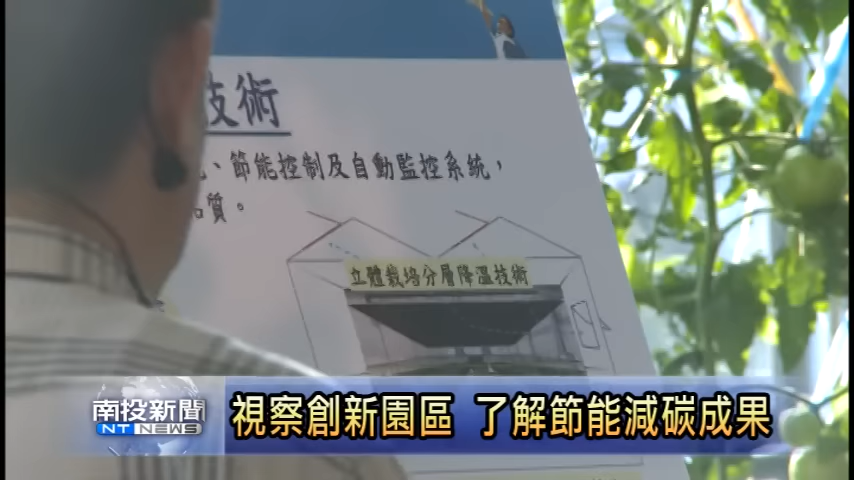 技術
、節能控制及自動監控系統,
品質。
立體栽培分層降溫技術
南投新聞
NT NEWS
視察創新園區 了解節能減碳成果